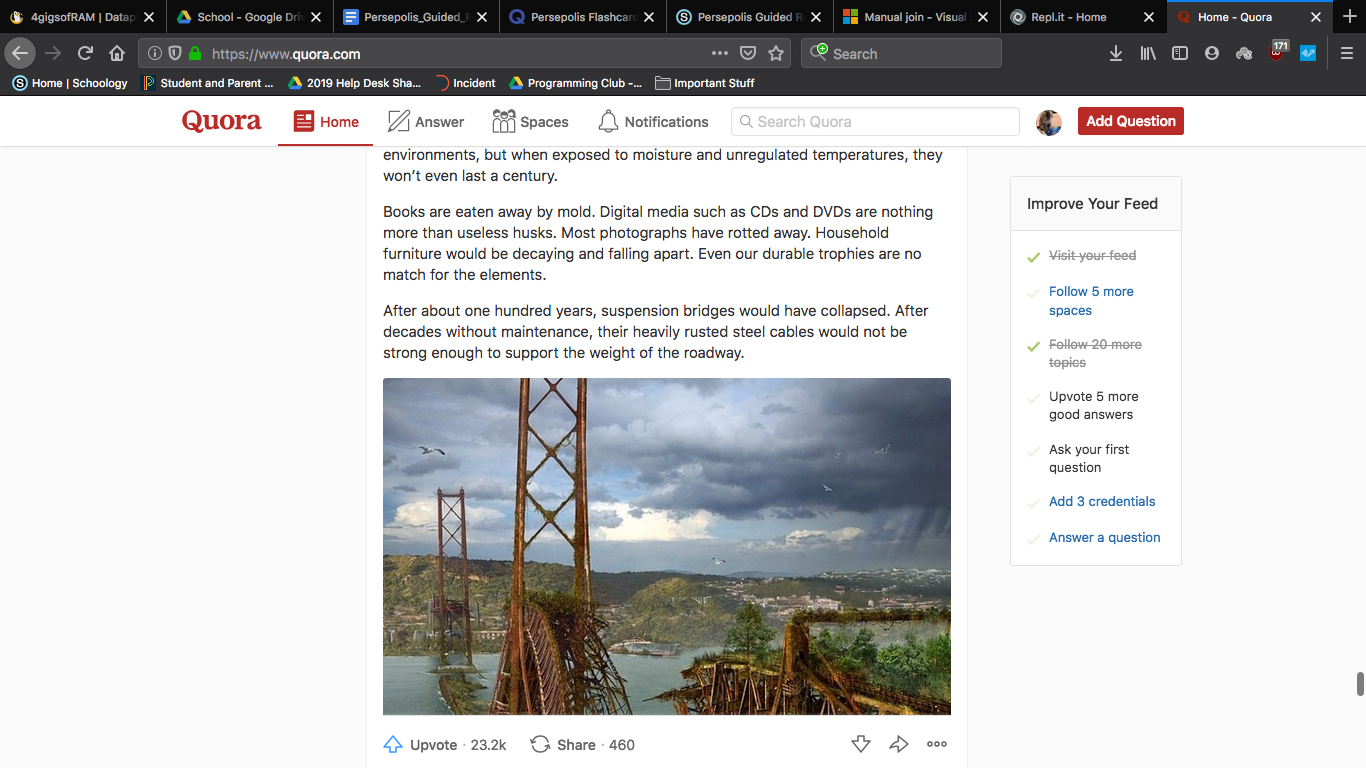 4gigsofRAM | Datap
School - Google Driv
Persepolis_Guided_R
Persepolis Flashcard
Persepolis Guided R
Manual join - Visual
Repl.it - Home
Home - Quora
https://www.quora.com
Search
171
Home | Schoology
Student and Parent ...
2019 Help Desk Sha...
Incident
Programming Club -...
Important Stuff
Quora
Home
Answer
Spaces
Notifications
Search Quora
Add Question
environments, but when exposed to moisture and unregulated temperatures, they
won’t even last a century.
Books are eaten away by mold. Digital media such as CDs and DVDs are nothing
more than useless husks. Most photographs have rotted away. Household
furniture would be decaying and falling apart. Even our durable trophies are no
match for the elements.
After about one hundred years, suspension bridges would have collapsed. After
decades without maintenance, their heavily rusted steel cables would not be
strong enough to support the weight of the roadway.
Upvote · 23.2k
Share · 460
Improve Your Feed
Visit your feed
Follow 5 more
spaces
Follow 20 more
topics
Upvote 5 more
good answers
Ask your first
question
Add 3 credentials
Answer a question